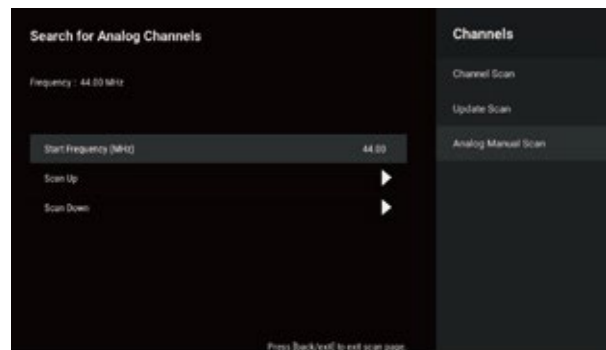 Search for Analog Channels
Frequency : 44.00 MHz
Start Frequency (MHz) 44.00
Scan Up
Scan Down
Press [back/exit] to exit scan page.
Channels
Channel Scan
Update Scan
Analog Manual Scan